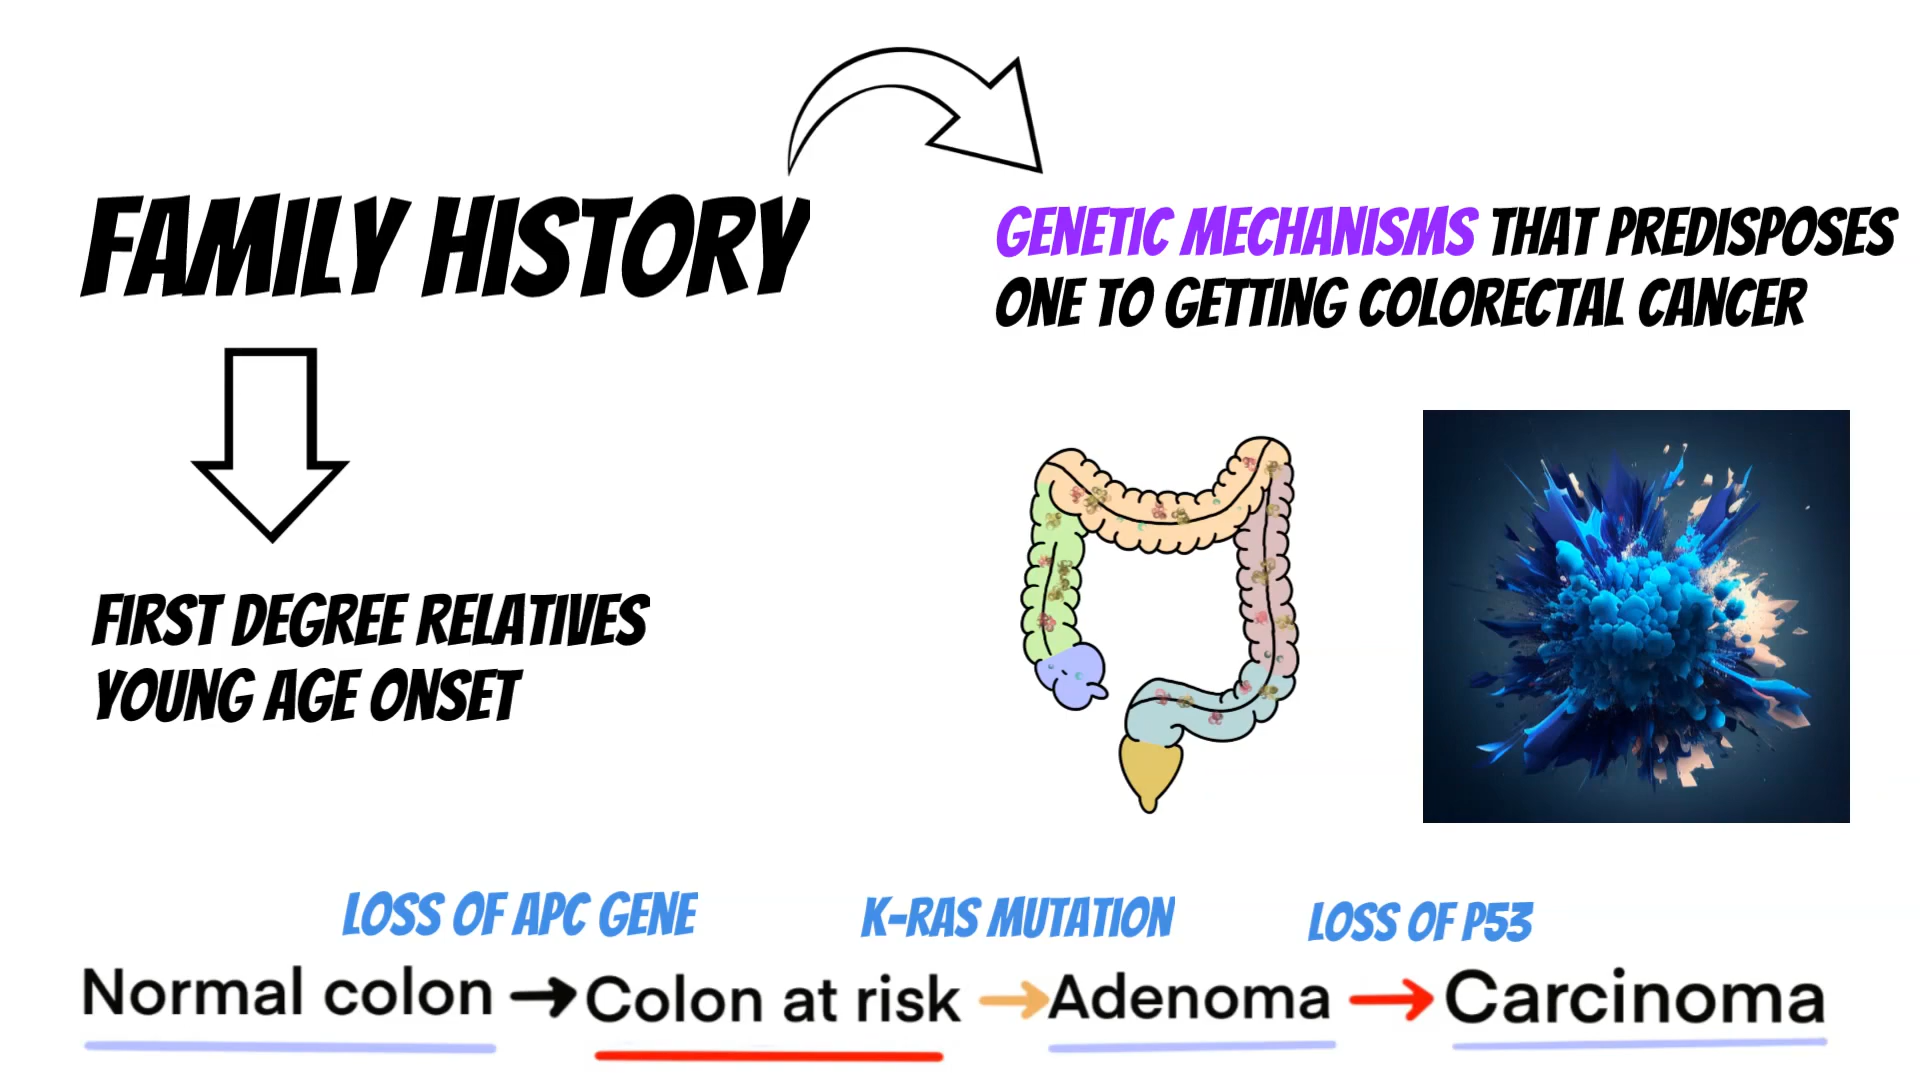 FAMILY HISTORY
GENETIC MECHANISMS THAT PREDISPOSES
ONE TO GETTING COLORECTAL CANCER
FIRST DEGREE RELATIVES
YOUNG AGE ONSET
LOSS OF APC GENE
K-RAS MUTATION
LOSS OF P53
Normal colon → Colon at risk → Adenoma → Carcinoma